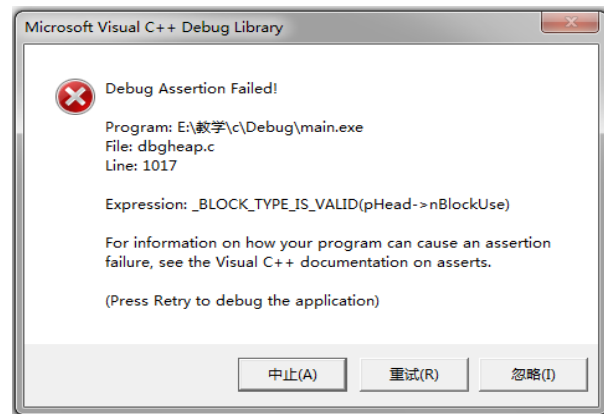 Microsoft Visual C++ Debug Library
Debug Assertion Failed!
Program: E:\教学\c\Debug\main.exe
File: dbgheap.c
Line: 1017
Expression: _BLOCK_TYPE_IS_VALID(pHead->nBlockUse)
For information on how your program can cause an assertion
failure, see the Visual C++ documentation on asserts.
(Press Retry to debug the application)
中止(A)
重试(R)
忽略(I)